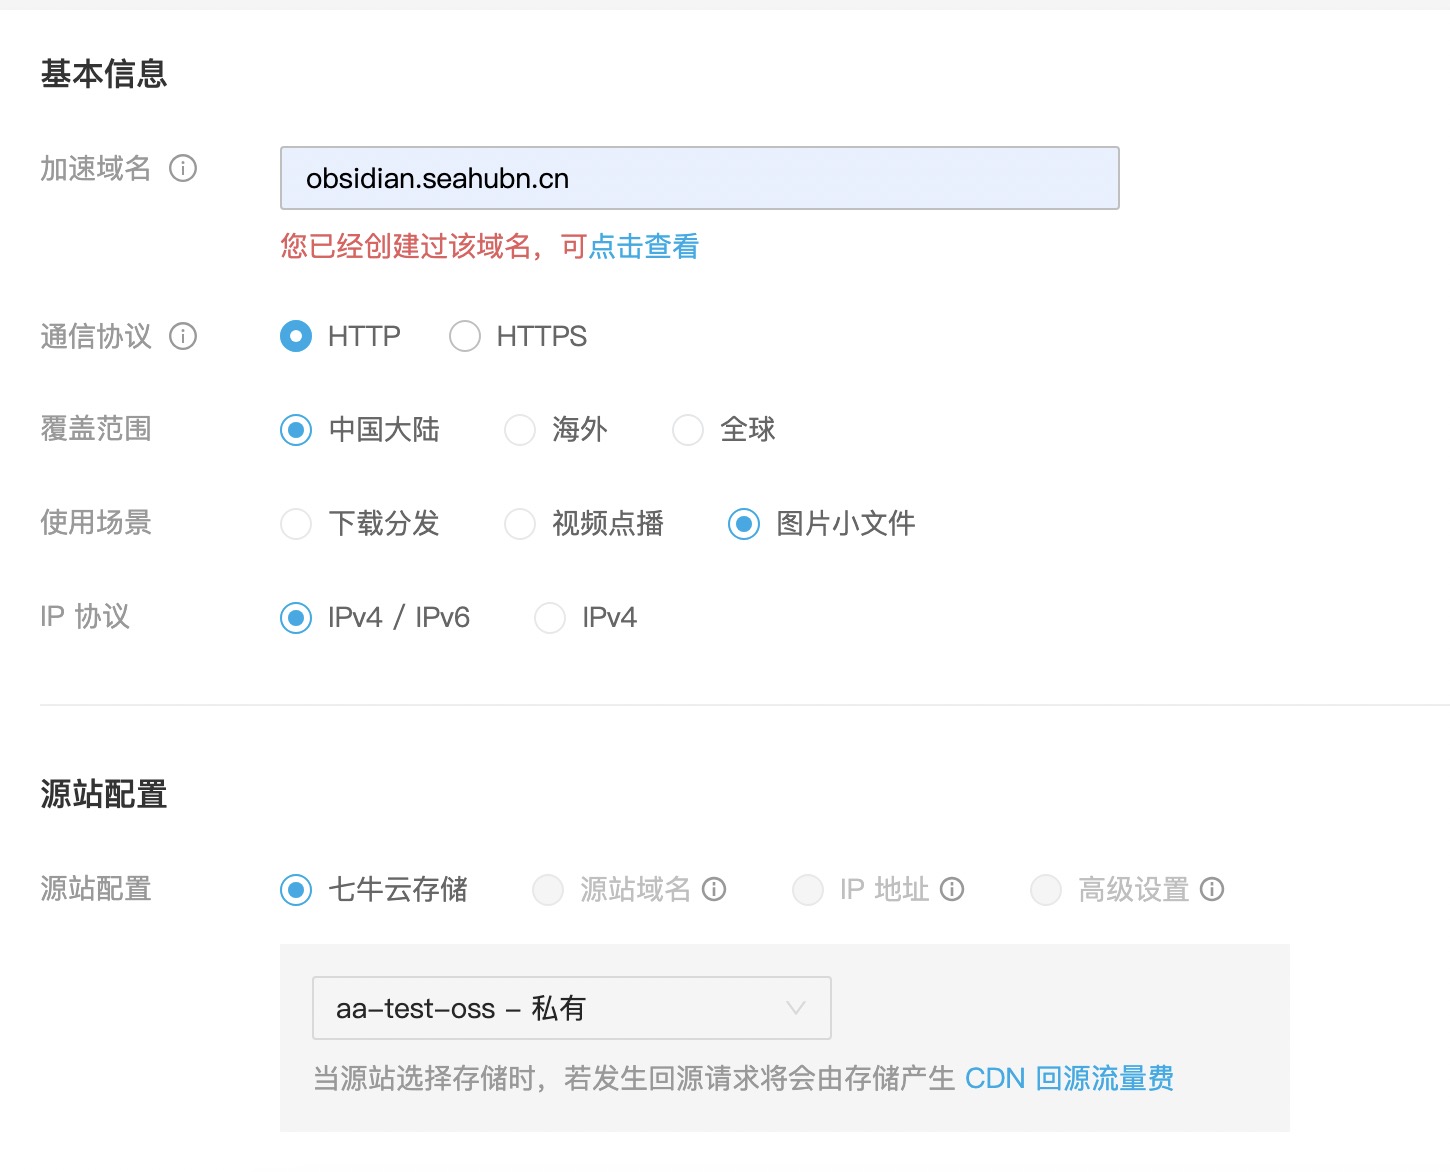 基本信息
加速域名
obsidian.seahubn.cn
您已经创建过该域名，可点击查看
通信协议 HTTP HTTPS
覆盖范围 中国大陆 海外 全球
使用场景 下载分发 视频点播 图片小文件
IP 协议 IPv4 / IPv6 IPv4
源站配置
源站配置 七牛云存储 源站域名 IP 地址 高级设置
aa-test-oss - 私有
当源站选择存储时，若发生回源请求将会由存储产生 CDN 回源流量费